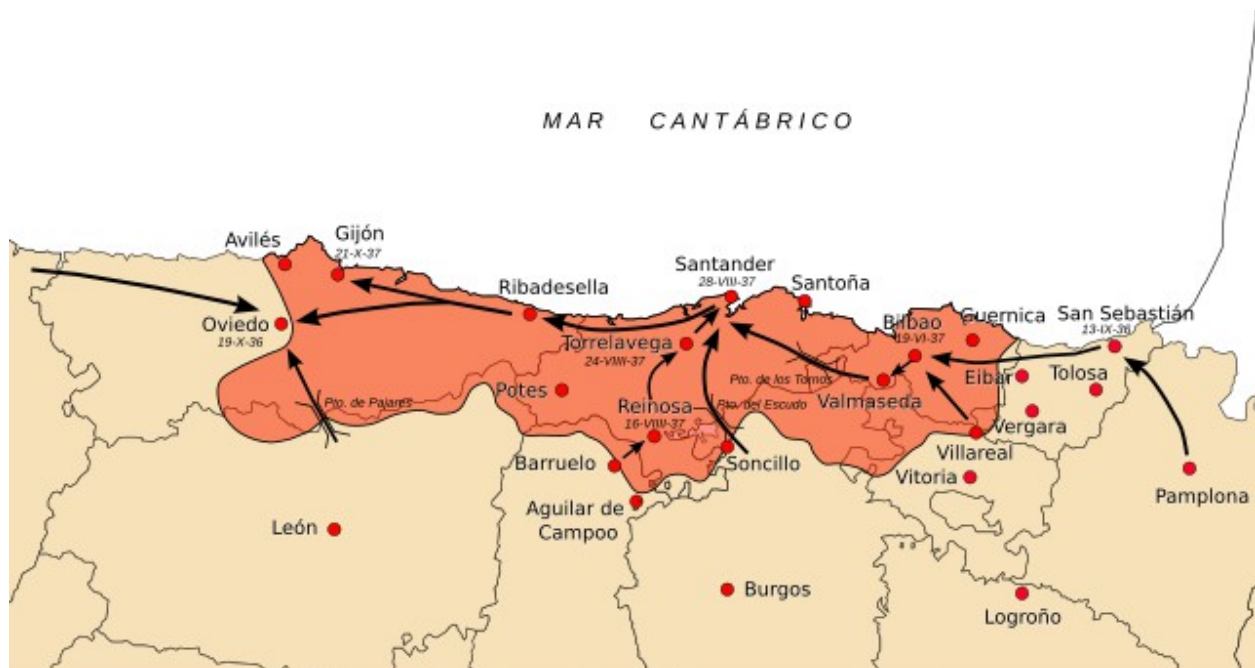 MAR CANTÁBRICO
Avilés
Gijón
21-X-37
Oviedo
19-X-36
Ribadesella
Santander
28-VIII-37
Santoña
Torrelavega
24-VIIII-37
Bilbao
19-VI-37
Guernica
San Sebastián
13-IX-36
Eibar
Tolosa
Pto. de los Tornos
Valmaseda
Vergara
Potes
Pto. de Pajares
Reinosa
16-VIIII-37
Pto. del Escudo
Villareal
Barruelo
Soncillo
Vitoria
Pamplona
Aguilar de
Campoo
León
Burgos
Logroño